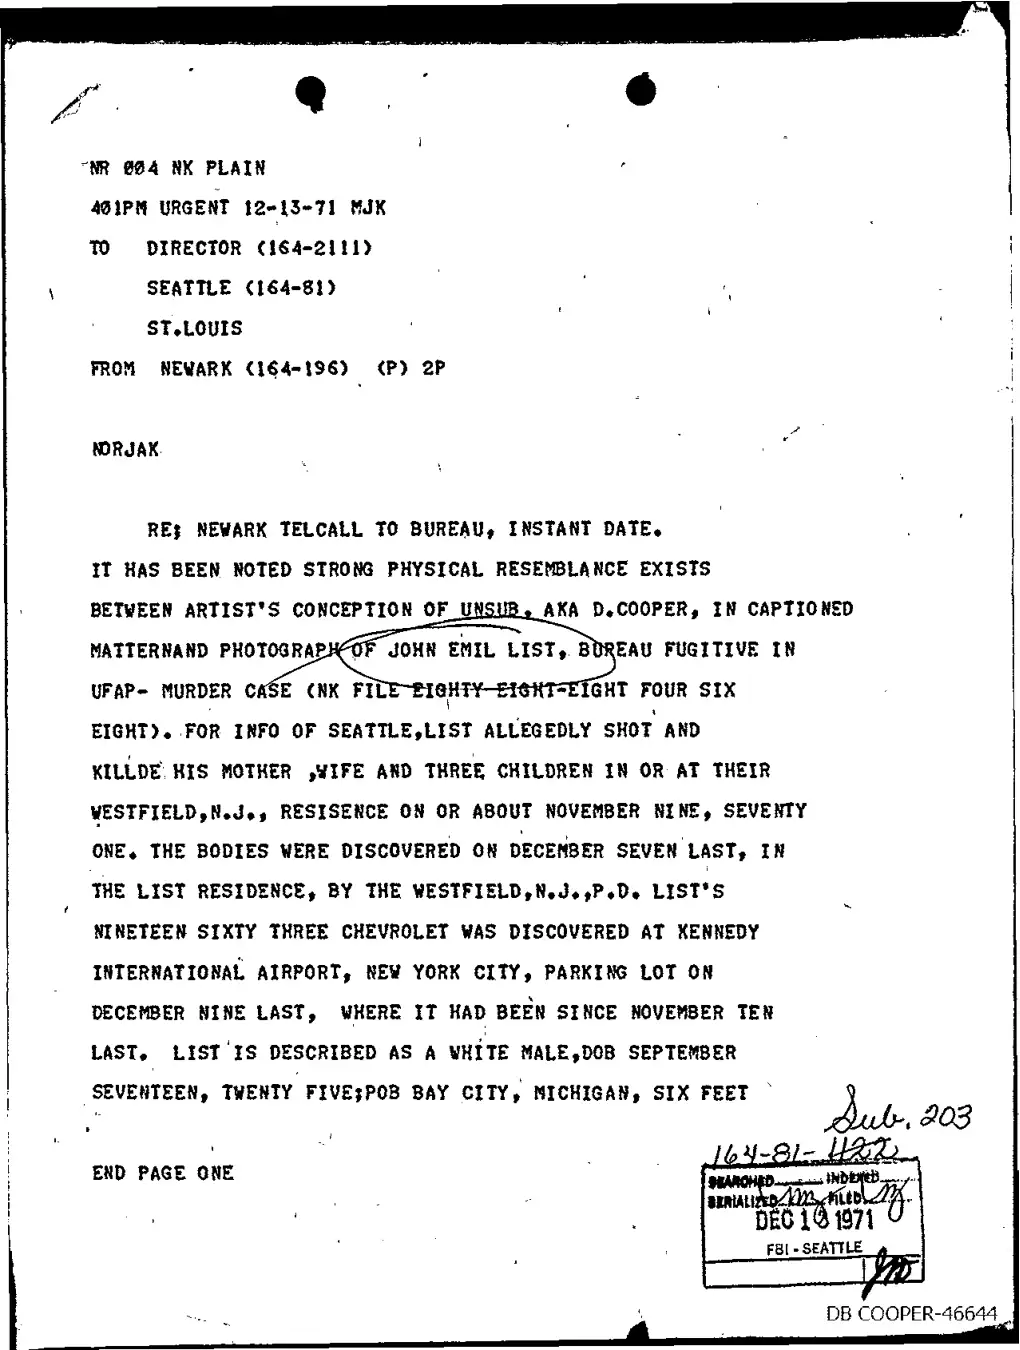 NR 004 NK PLAIN
401PM URGENT 12-13-71 MJK
TO DIRECTOR (164-2111)
SEATTLE (164-81)
ST.LOUIS
FROM NEWARK (164-196) (P) 2P
NORJAK
RE; NEWARK TELCALL TO BUREAU, INSTANT DATE.
IT HAS BEEN NOTED STRONG PHYSICAL RESEMBLANCE EXISTS
BETWEEN ARTIST'S CONCEPTION OF UNSUB, AKA D.COOPER, IN CAPTIONED
MATTERNAND PHOTOGRAPH OF JOHN EMIL LIST, BUREAU FUGITIVE IN
UFAP- MURDER CASE (NK FILE EIGHTY EIGHT-EIGHT FOUR SIX
EIGHT). FOR INFO OF SEATTLE,LIST ALLEGEDLY SHOT AND
KILLDE HIS MOTHER ,WIFE AND THREE CHILDREN IN OR AT THEIR
WESTFIELD,N.J., RESISENCE ON OR ABOUT NOVEMBER NINE, SEVENTY
ONE. THE BODIES WERE DISCOVERED ON DECEMBER SEVEN LAST, IN
THE LIST RESIDENCE, BY THE WESTFIELD,N.J.,P.D. LIST'S
NINETEEN SIXTY THREE CHEVROLET WAS DISCOVERED AT KENNEDY
INTERNATIONAL AIRPORT, NEW YORK CITY, PARKING LOT ON
DECEMBER NINE LAST, WHERE IT HAD BEEN SINCE NOVEMBER TEN
LAST. LIST IS DESCRIBED AS A WHITE MALE,DOB SEPTEMBER
SEVENTEEN, TWENTY FIVE;POB BAY CITY, MICHIGAN, SIX FEET
Sub. 203
164-81-422
END PAGE ONE
SEARCHED INDEXED
SERIALIZED FILED
DEC 1 1971
FBI - SEATTLE
DB COOPER-46644